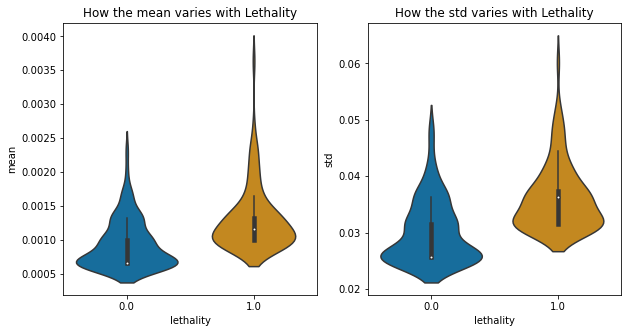 How the mean varies with Lethality
mean
0.0040
0.0035
0.0030
0.0025
0.0020
0.0015
0.0010
0.0005
0.0
1.0
lethality
How the std varies with Lethality
std
0.06
0.05
0.04
0.03
0.02
0.0
1.0
lethality